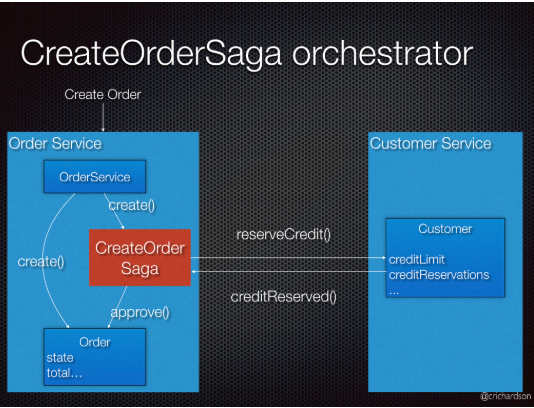 CreateOrderSaga orchestrator
Create Order
Order Service
OrderService
create()
create()
CreateOrder
Saga
approve()
Order
state
total…
reserveCredit()
creditReserved()
Customer Service
Customer
creditLimit
creditReservations
...
@crichardson